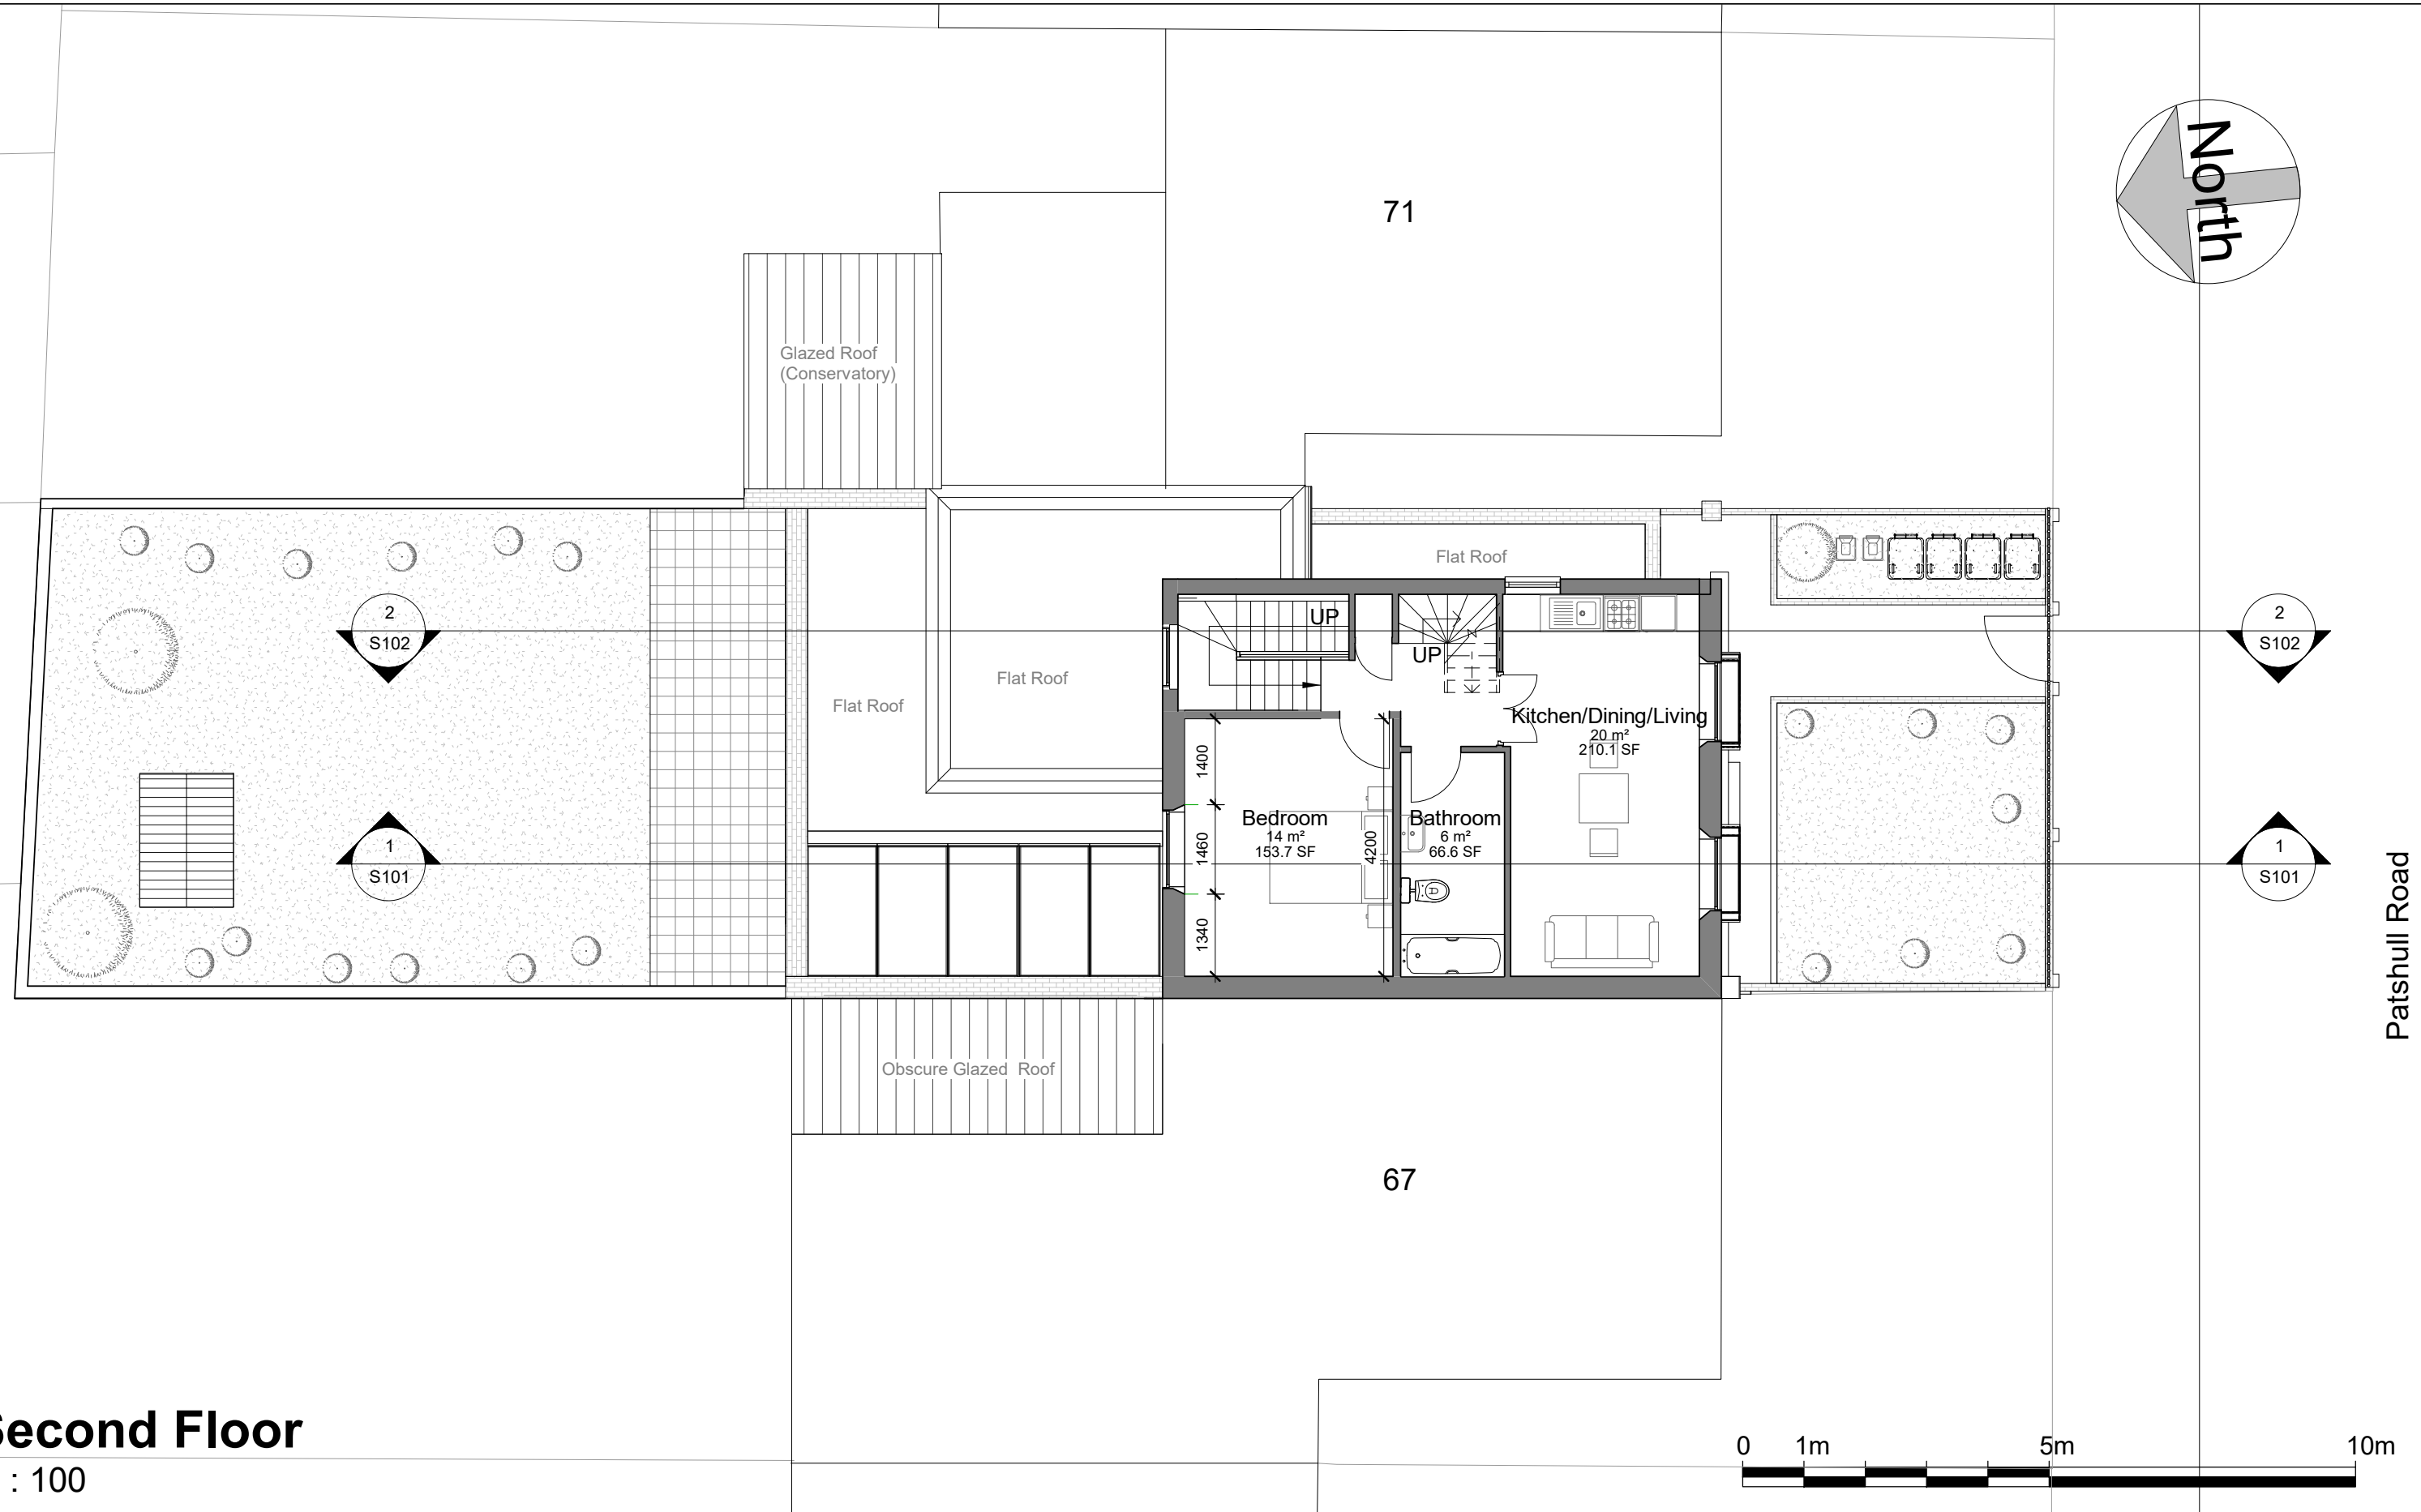 71
North
Glazed Roof
(Conservatory)
Flat Roof
2
S102
UP
UP
2
S102
Flat Roof
Flat Roof
Kitchen/Dining/Living
20 m²
210.1 SF
1400
1460
1340
4200
Bedroom
14 m²
153.7 SF
Bathroom
6 m²
66.6 SF
1
S101
1
S101
Patshull Road
Obscure Glazed Roof
67
Second Floor
: 100
0 1m 5m 10m